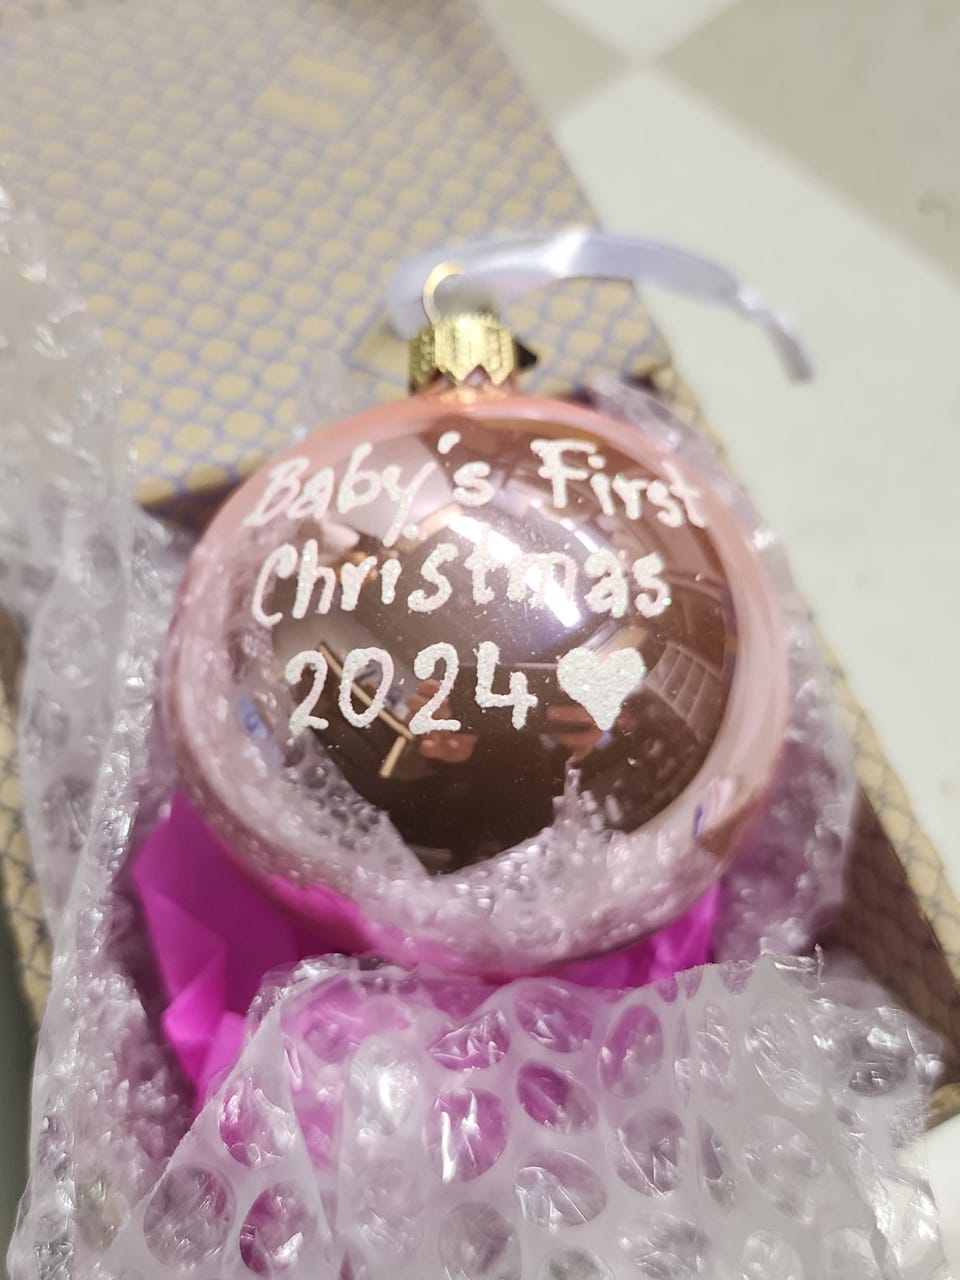 Baby's First
Christmas
2024 ♥